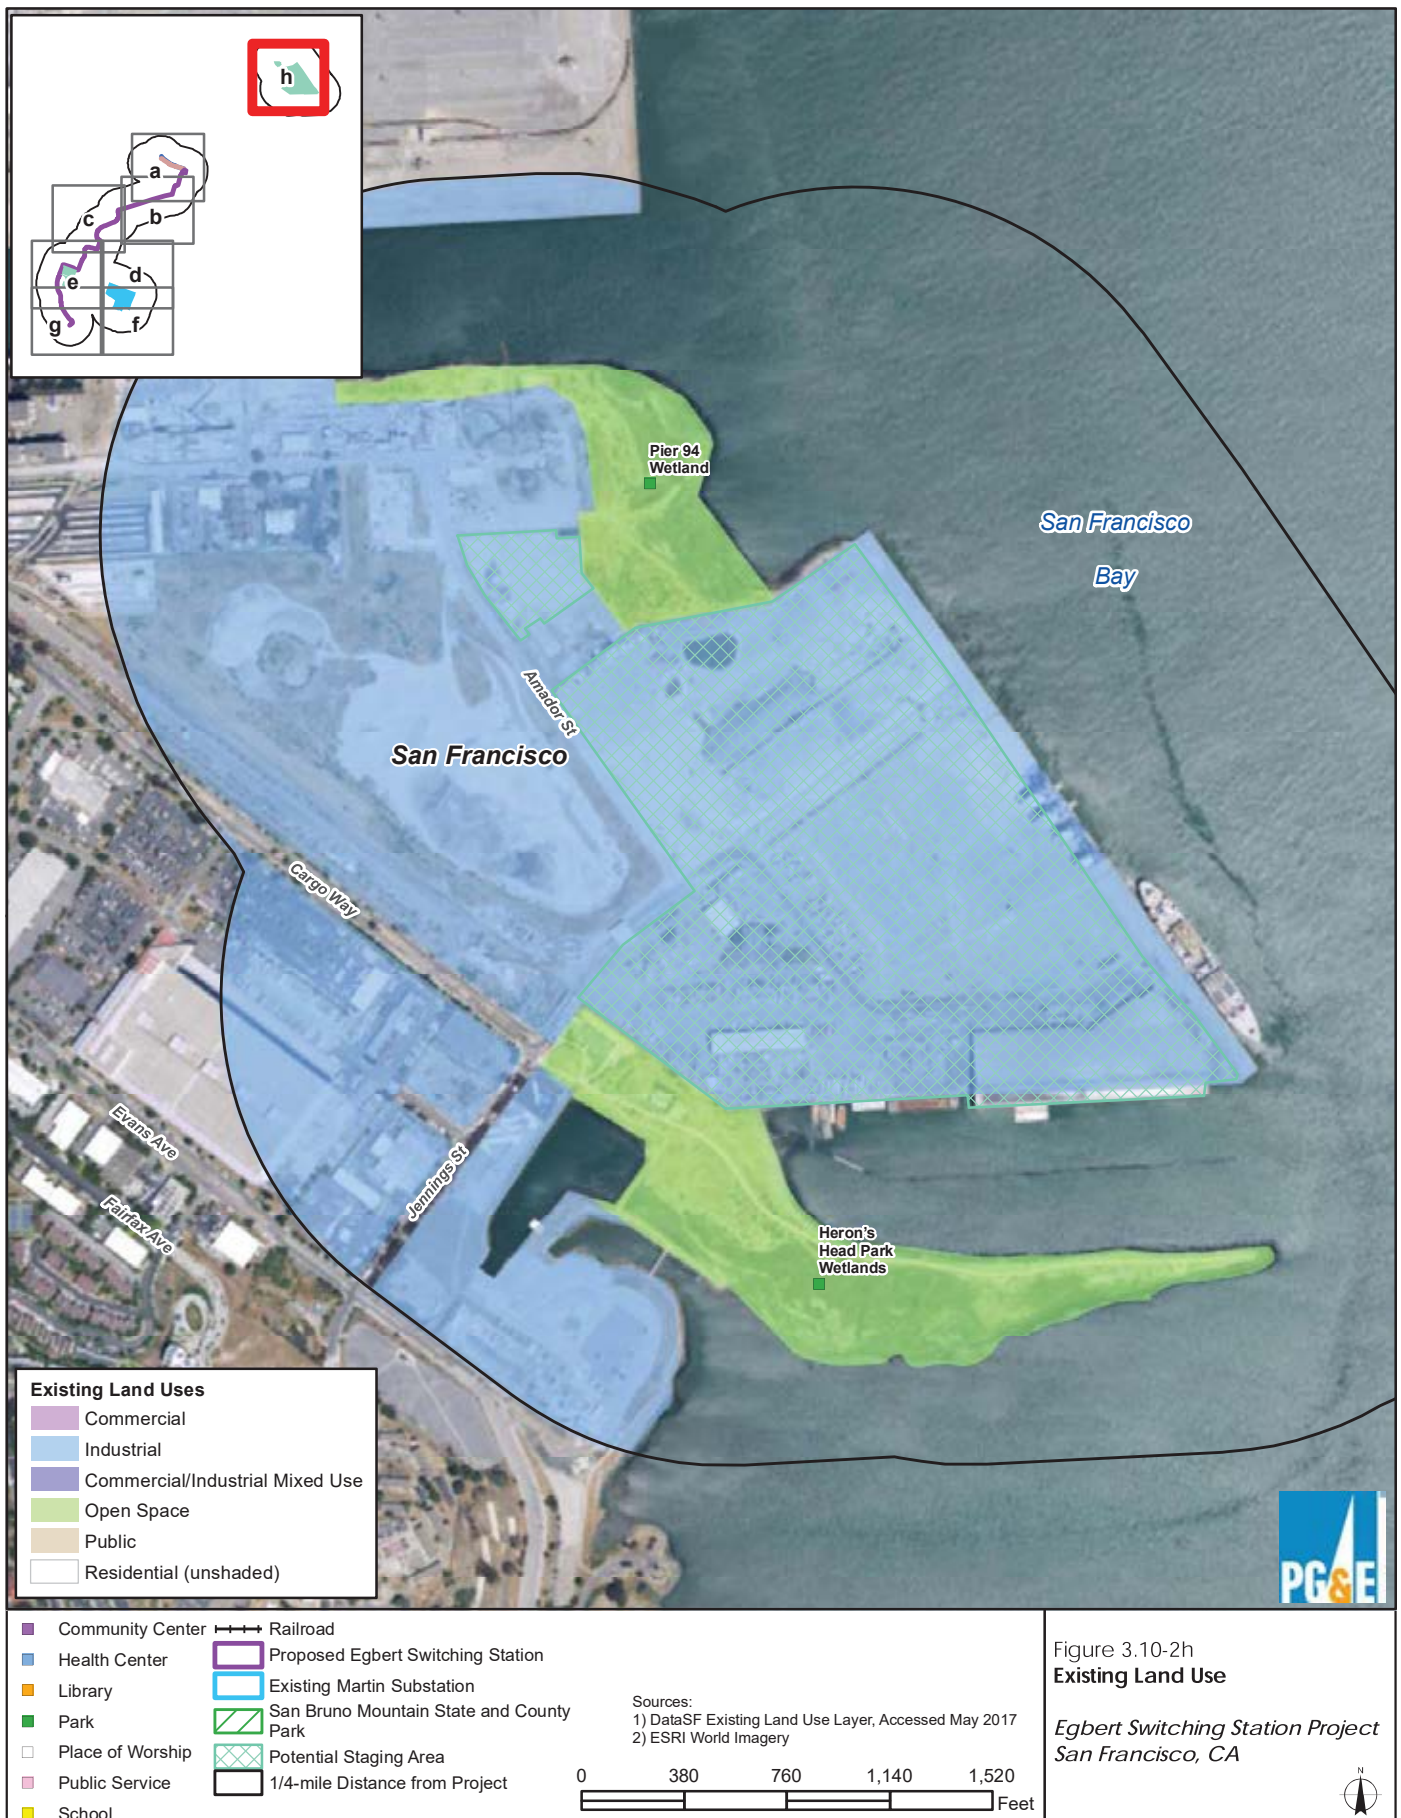 h
a
b
c
d
e
f
g
Pier 94
Wetland
San Francisco
Bay
Amador St
San Francisco
Cargo Way
Evans Ave
Jennings St
Fairfax Ave
Heron's
Head Park
Wetlands
Existing Land Uses
Commercial
Industrial
Commercial/Industrial Mixed Use
Open Space
Public
Residential (unshaded)
PG&E
Community Center
Health Center
Library
Park
Place of Worship
Public Service
School
Railroad
Proposed Egbert Switching Station
Existing Martin Substation
San Bruno Mountain State and County
Park
Potential Staging Area
1/4-mile Distance from Project
Sources:
1) DataSF Existing Land Use Layer, Accessed May 2017
2) ESRI World Imagery
0 380 760 1,140 1,520
Feet
Figure 3.10-2h
Existing Land Use
Egbert Switching Station Project
San Francisco, CA
N